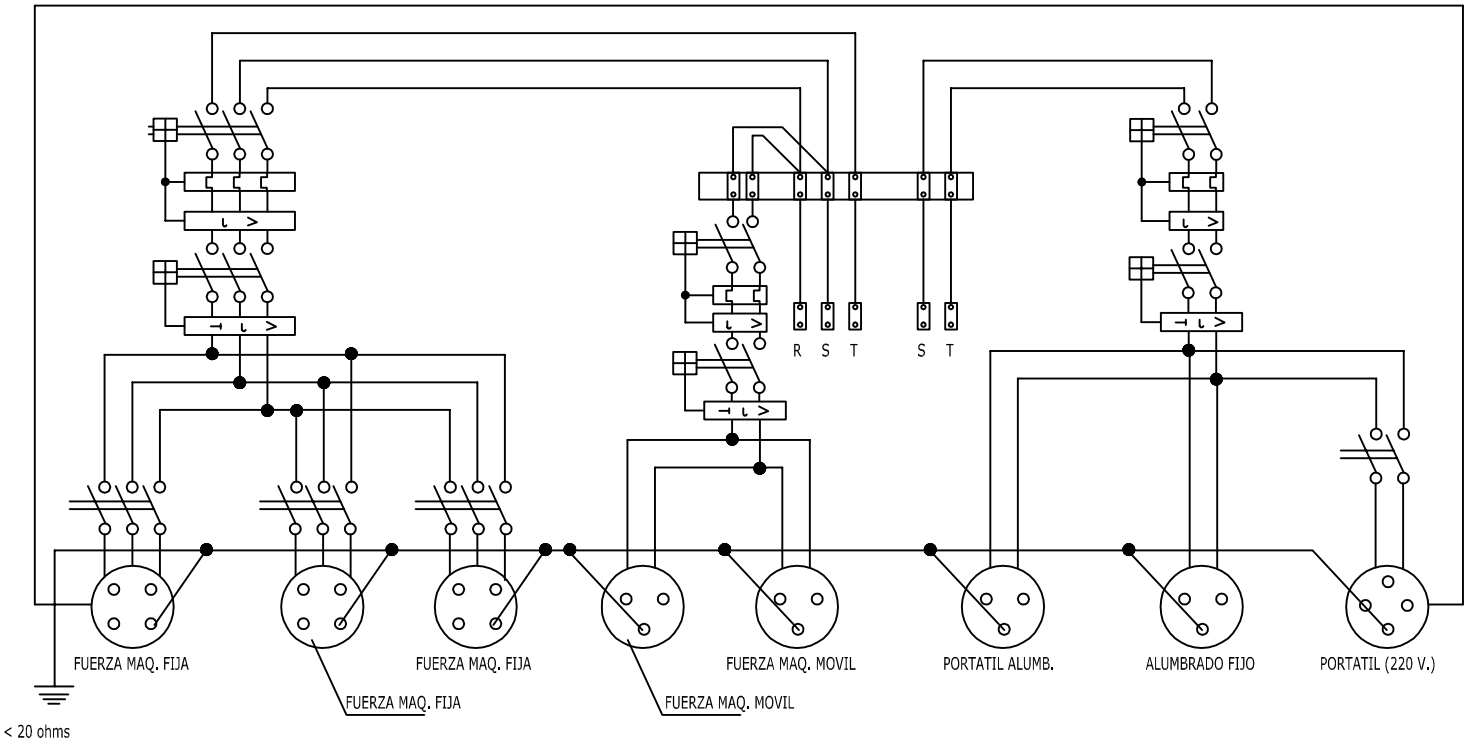 R S T S T
FUERZA MAQ. FIJA
FUERZA MAQ. FIJA
FUERZA MAQ. MOVIL
PORTATIL ALUMB.
ALUMBRADO FIJO
PORTATIL (220 V.)
FUERZA MAQ. FIJA
FUERZA MAQ. MOVIL
< 20 ohms